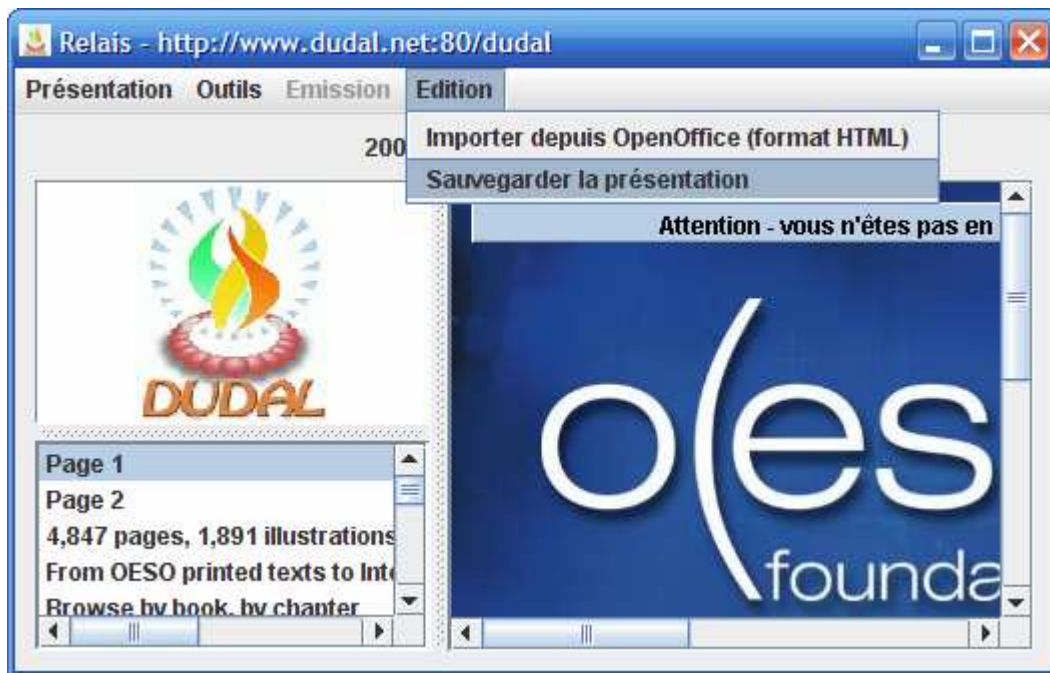 Relais - http://www.dudal.net:80/dudal
Présentation Outils Emission Edition
200
Importer depuis OpenOffice (format HTML)
Sauvegarder la présentation
Attention - vous n'êtes pas en
DUDAL
o(es
founda
Page 1
Page 2
4,847 pages, 1,891 illustrations
From OESO printed texts to Inte
Browse by book, by chapter